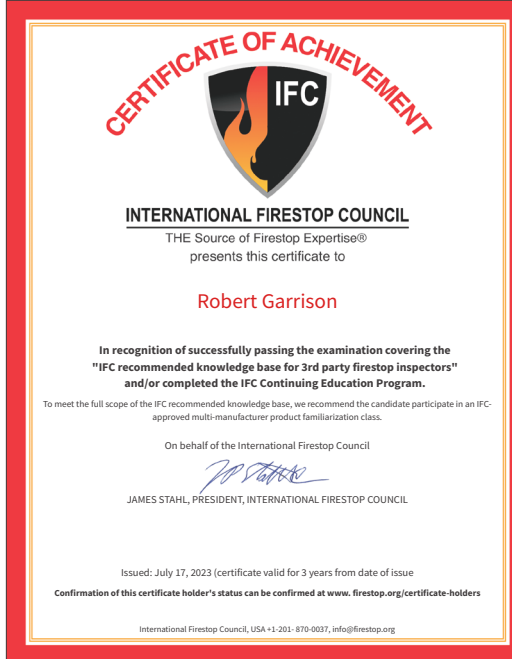 CERTIFICATE OF ACHIEVEMENT
IFC
INTERNATIONAL FIRESTOP COUNCIL
THE Source of Firestop Expertise®
presents this certificate to
Robert Garrison
In recognition of successfully passing the examination covering the
"IFC recommended knowledge base for 3rd party firestop inspectors"
and/or completed the IFC Continuing Education Program.
To meet the full scope of the IFC recommended knowledge base, we recommend the candidate participate in an IFC-
approved multi-manufacturer product familiarization class.
On behalf of the International Firestop Council
JAMES STAHL, PRESIDENT, INTERNATIONAL FIRESTOP COUNCIL
Issued: July 17, 2023 (certificate valid for 3 years from date of issue
Confirmation of this certificate holder's status can be confirmed at www. firestop.org/certificate-holders
International Firestop Council, USA +1-201- 870-0037, info@firestop.org